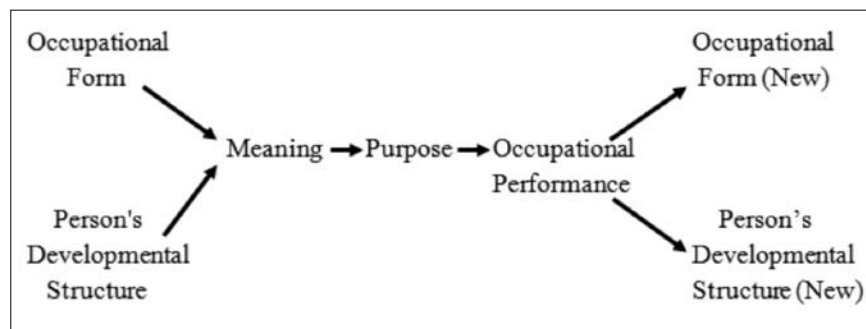 Occupational
Form
Person's
Developmental
Structure
Meaning
Purpose
Occupational
Performance
Occupational
Form (New)
Person’s
Developmental
Structure (New)